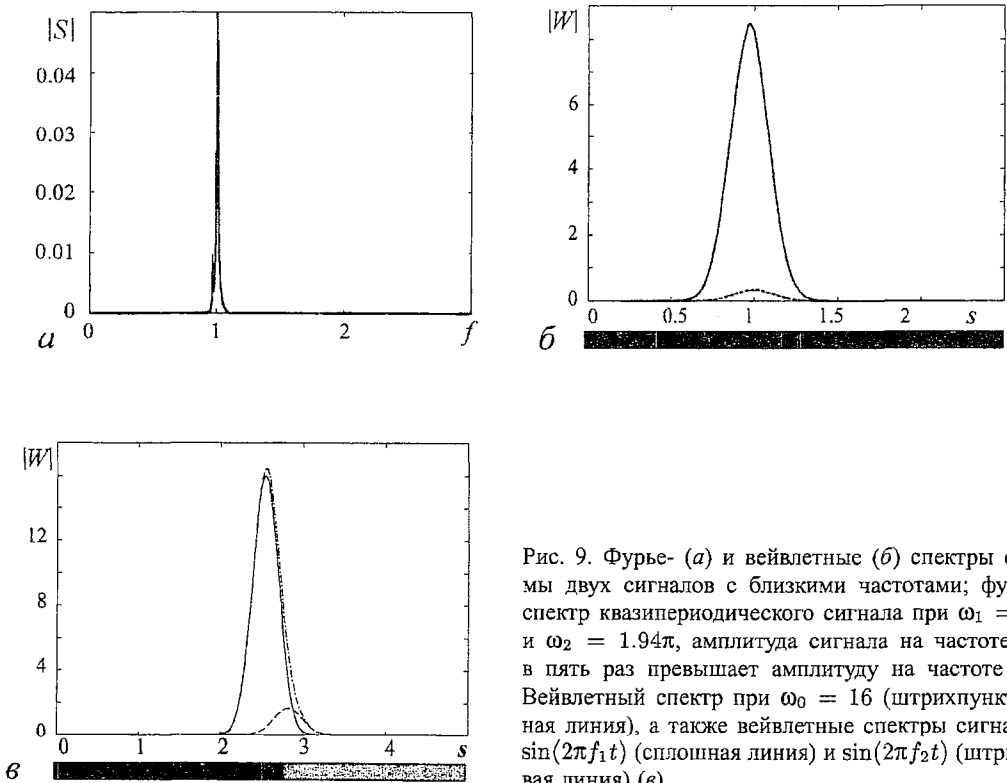 |S|
0.04
0.03
0.02
0.01
0
0 1 2 f
а
|W|
6
4
2
0
0 0.5 1 1.5 2 s
б
|W|
12
8
4
0
0 1 2 3 4 s
в
Рис. 9. Фурье- (а) и вейвлетные (б) спектры
мы двух сигналов с близкими частотами;
спектр квазипериодического сигнала при ω₁ =
и ω₂ = 1.94π, амплитуда сигнала на частоте
в пять раз превышает амплитуду на частоте
Вейвлетный спектр при ω₀ = 16
ная линия), а также вейвлетные спектры
sin(2πf₁t) (сплошная линия) и sin(2πf₂t)
вая линия) (в)